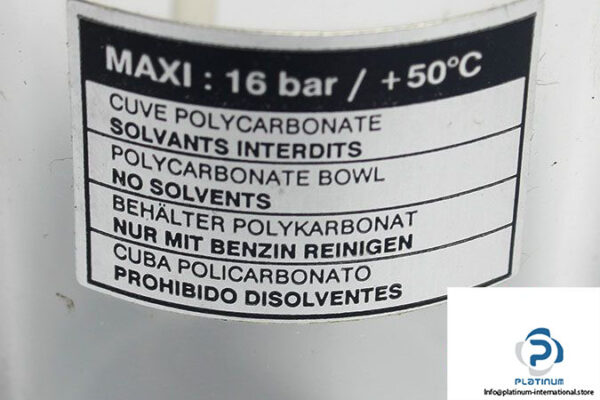 MAXI : 16 bar / +50°C
CUVE POLYCARBONATE
SOLVANTS INTERDITS
POLYCARBONATE BOWL
NO SOLVENTS
BEHÄLTER POLYKARBONAT
NUR MIT BENZIN REINIGEN
CUBA POLICARBONATO
PROHIBIDO DISOLVENTES
PLATINUM
Info@platinum-international.store